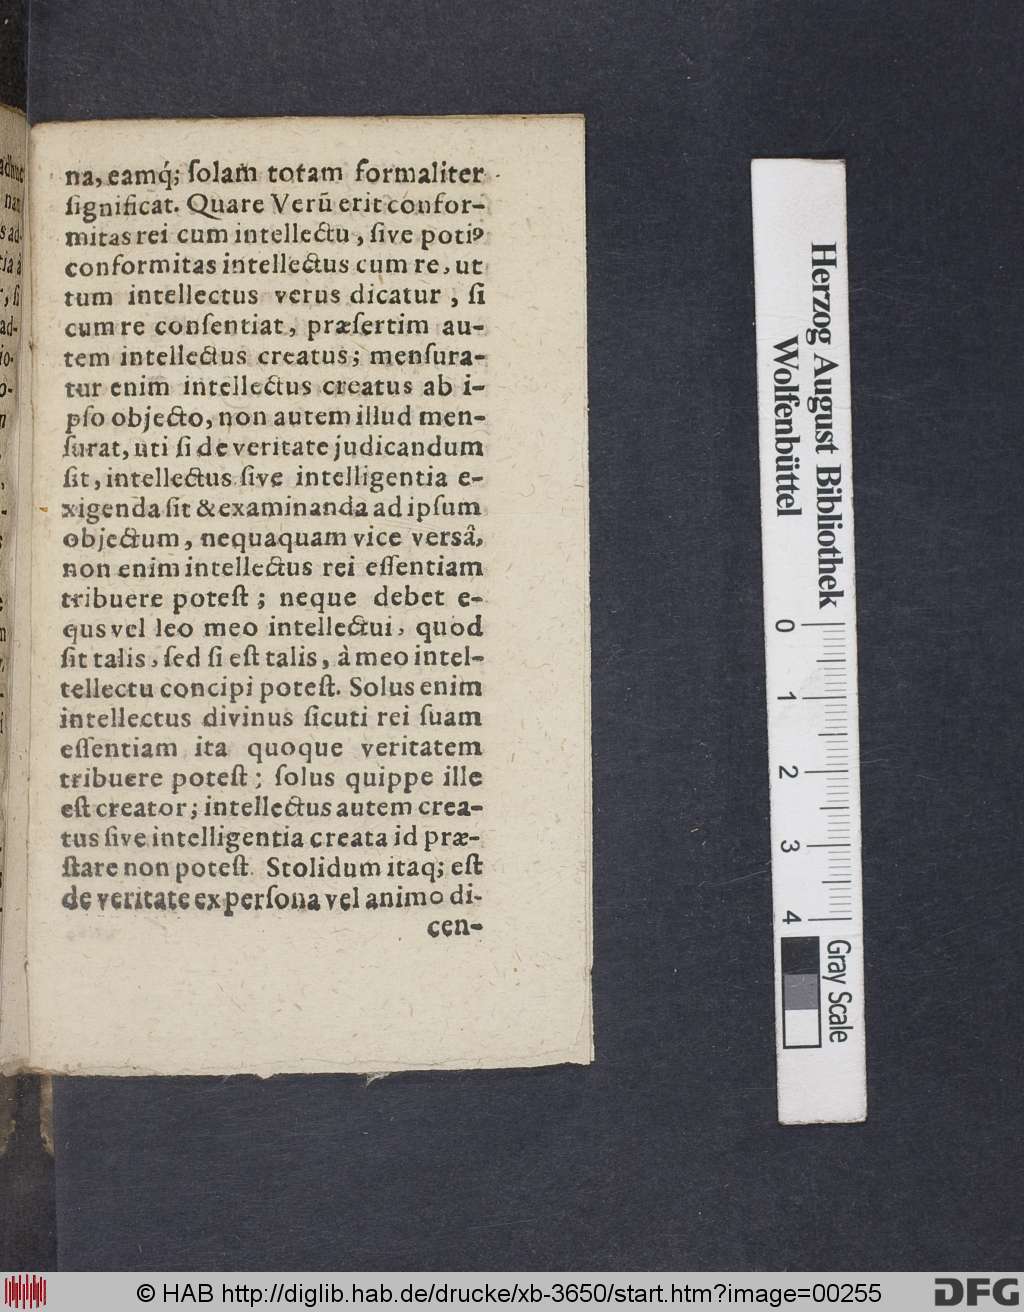 na, eamq́; ſolam totam formaliter
ſignificat. Quare Verũ erit confor-
mitas rei cum intellectu, ſive potiꝰ
conformitas intellectus cum re, ut
tum intellectus verus dicatur, ſi
cum re conſentiat, præſertim au-
tem intellectus creatus; menſura-
tur enim intellectus creatus ab i-
pſo objecto, non autem illud men-
ſurat, uti ſi de veritate judicandum
ſit, intellectus ſive intelligentia e-
xigenda ſit & examinanda ad ipſum
objectum, nequaquam vice versâ,
non enim intellectus rei eſſentiam
tribuere poteſt; neque debet e-
qus vel leo meo intellectui, quod
ſit talis, ſed ſi eſt talis, à meo intel-
tellectu concipi poteſt. Solus enim
intellectus divinus ſicuti rei ſuam
eſſentiam ita quoque veritatem
tribuere poteſt; ſolus quippe ille
eſt creator; intellectus autem crea-
tus ſive intelligentia creata id præ-
ſtare non poteſt. Stolidum itaq; eſt
de veritate ex perſona vel animo di-
cen-
Herzog August Bibliothek
Wolfenbüttel
0 1 2 3 4
Gray Scale
© HAB http://diglib.hab.de/drucke/xb-3650/start.htm?image=00255
DFG